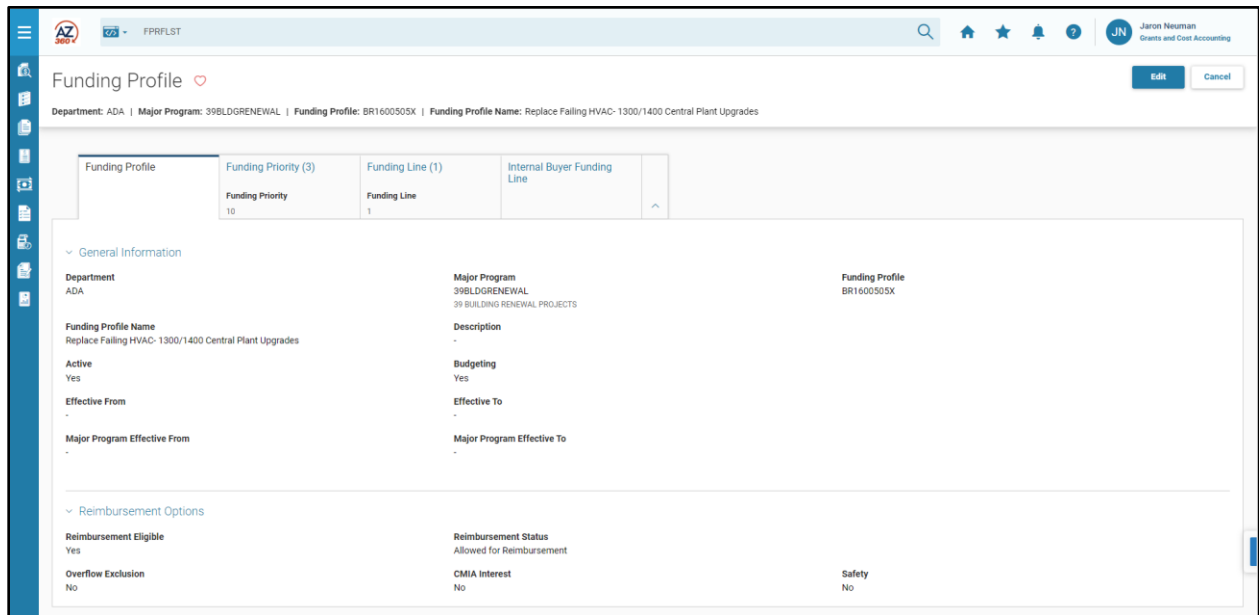 AZ
360
FPRFLST
JN
Jaron Neuman
Grants and Cost Accounting
Funding Profile
Edit
Cancel
Department: ADA | Major Program: 39BLDGRENEWAL | Funding Profile: BR1600505X | Funding Profile Name: Replace Failing HVAC- 1300/1400 Central Plant Upgrades
Funding Profile
Funding Priority (3)
Funding Priority
10
Funding Line (1)
Funding Line
1
Internal Buyer Funding
Line
General Information
Department
ADA
Major Program
39BLDGRENEWAL
39 BUILDING RENEWAL PROJECTS
Funding Profile
BR1600505X
Funding Profile Name
Replace Failing HVAC- 1300/1400 Central Plant Upgrades
Description
-
Active
Yes
Budgeting
Yes
Effective From
-
Effective To
-
Major Program Effective From
-
Major Program Effective To
-
Reimbursement Options
Reimbursement Eligible
Yes
Reimbursement Status
Allowed for Reimbursement
Overflow Exclusion
No
CMIA Interest
No
Safety
No